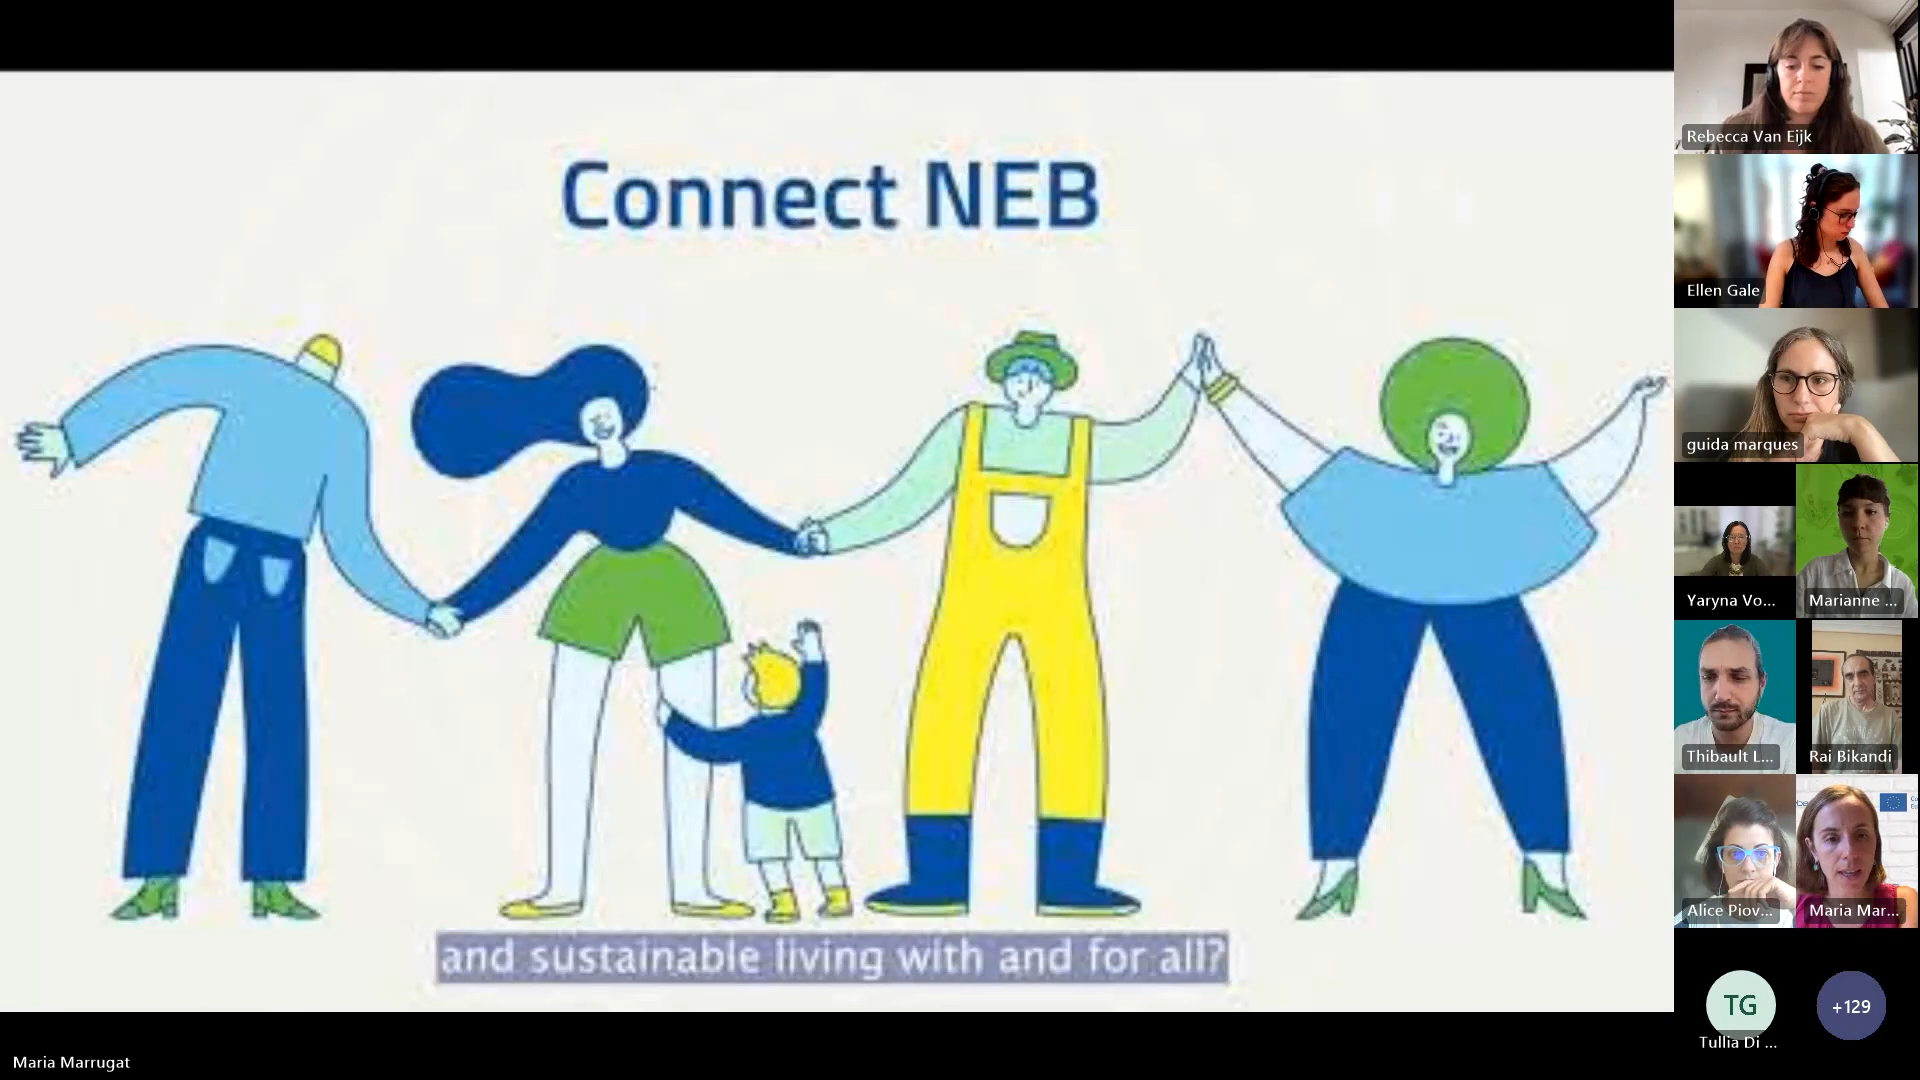 Connect NEB
and sustainable living with and for all?
Maria Marrugat
Rebecca Van Eijk
Ellen Gale
guida marques
Yaryna Vo...
Marianne ...
Thibault L...
Rai Bikandi
Alice Piov...
Maria Mar...
TG
Tullia Di ...
+129